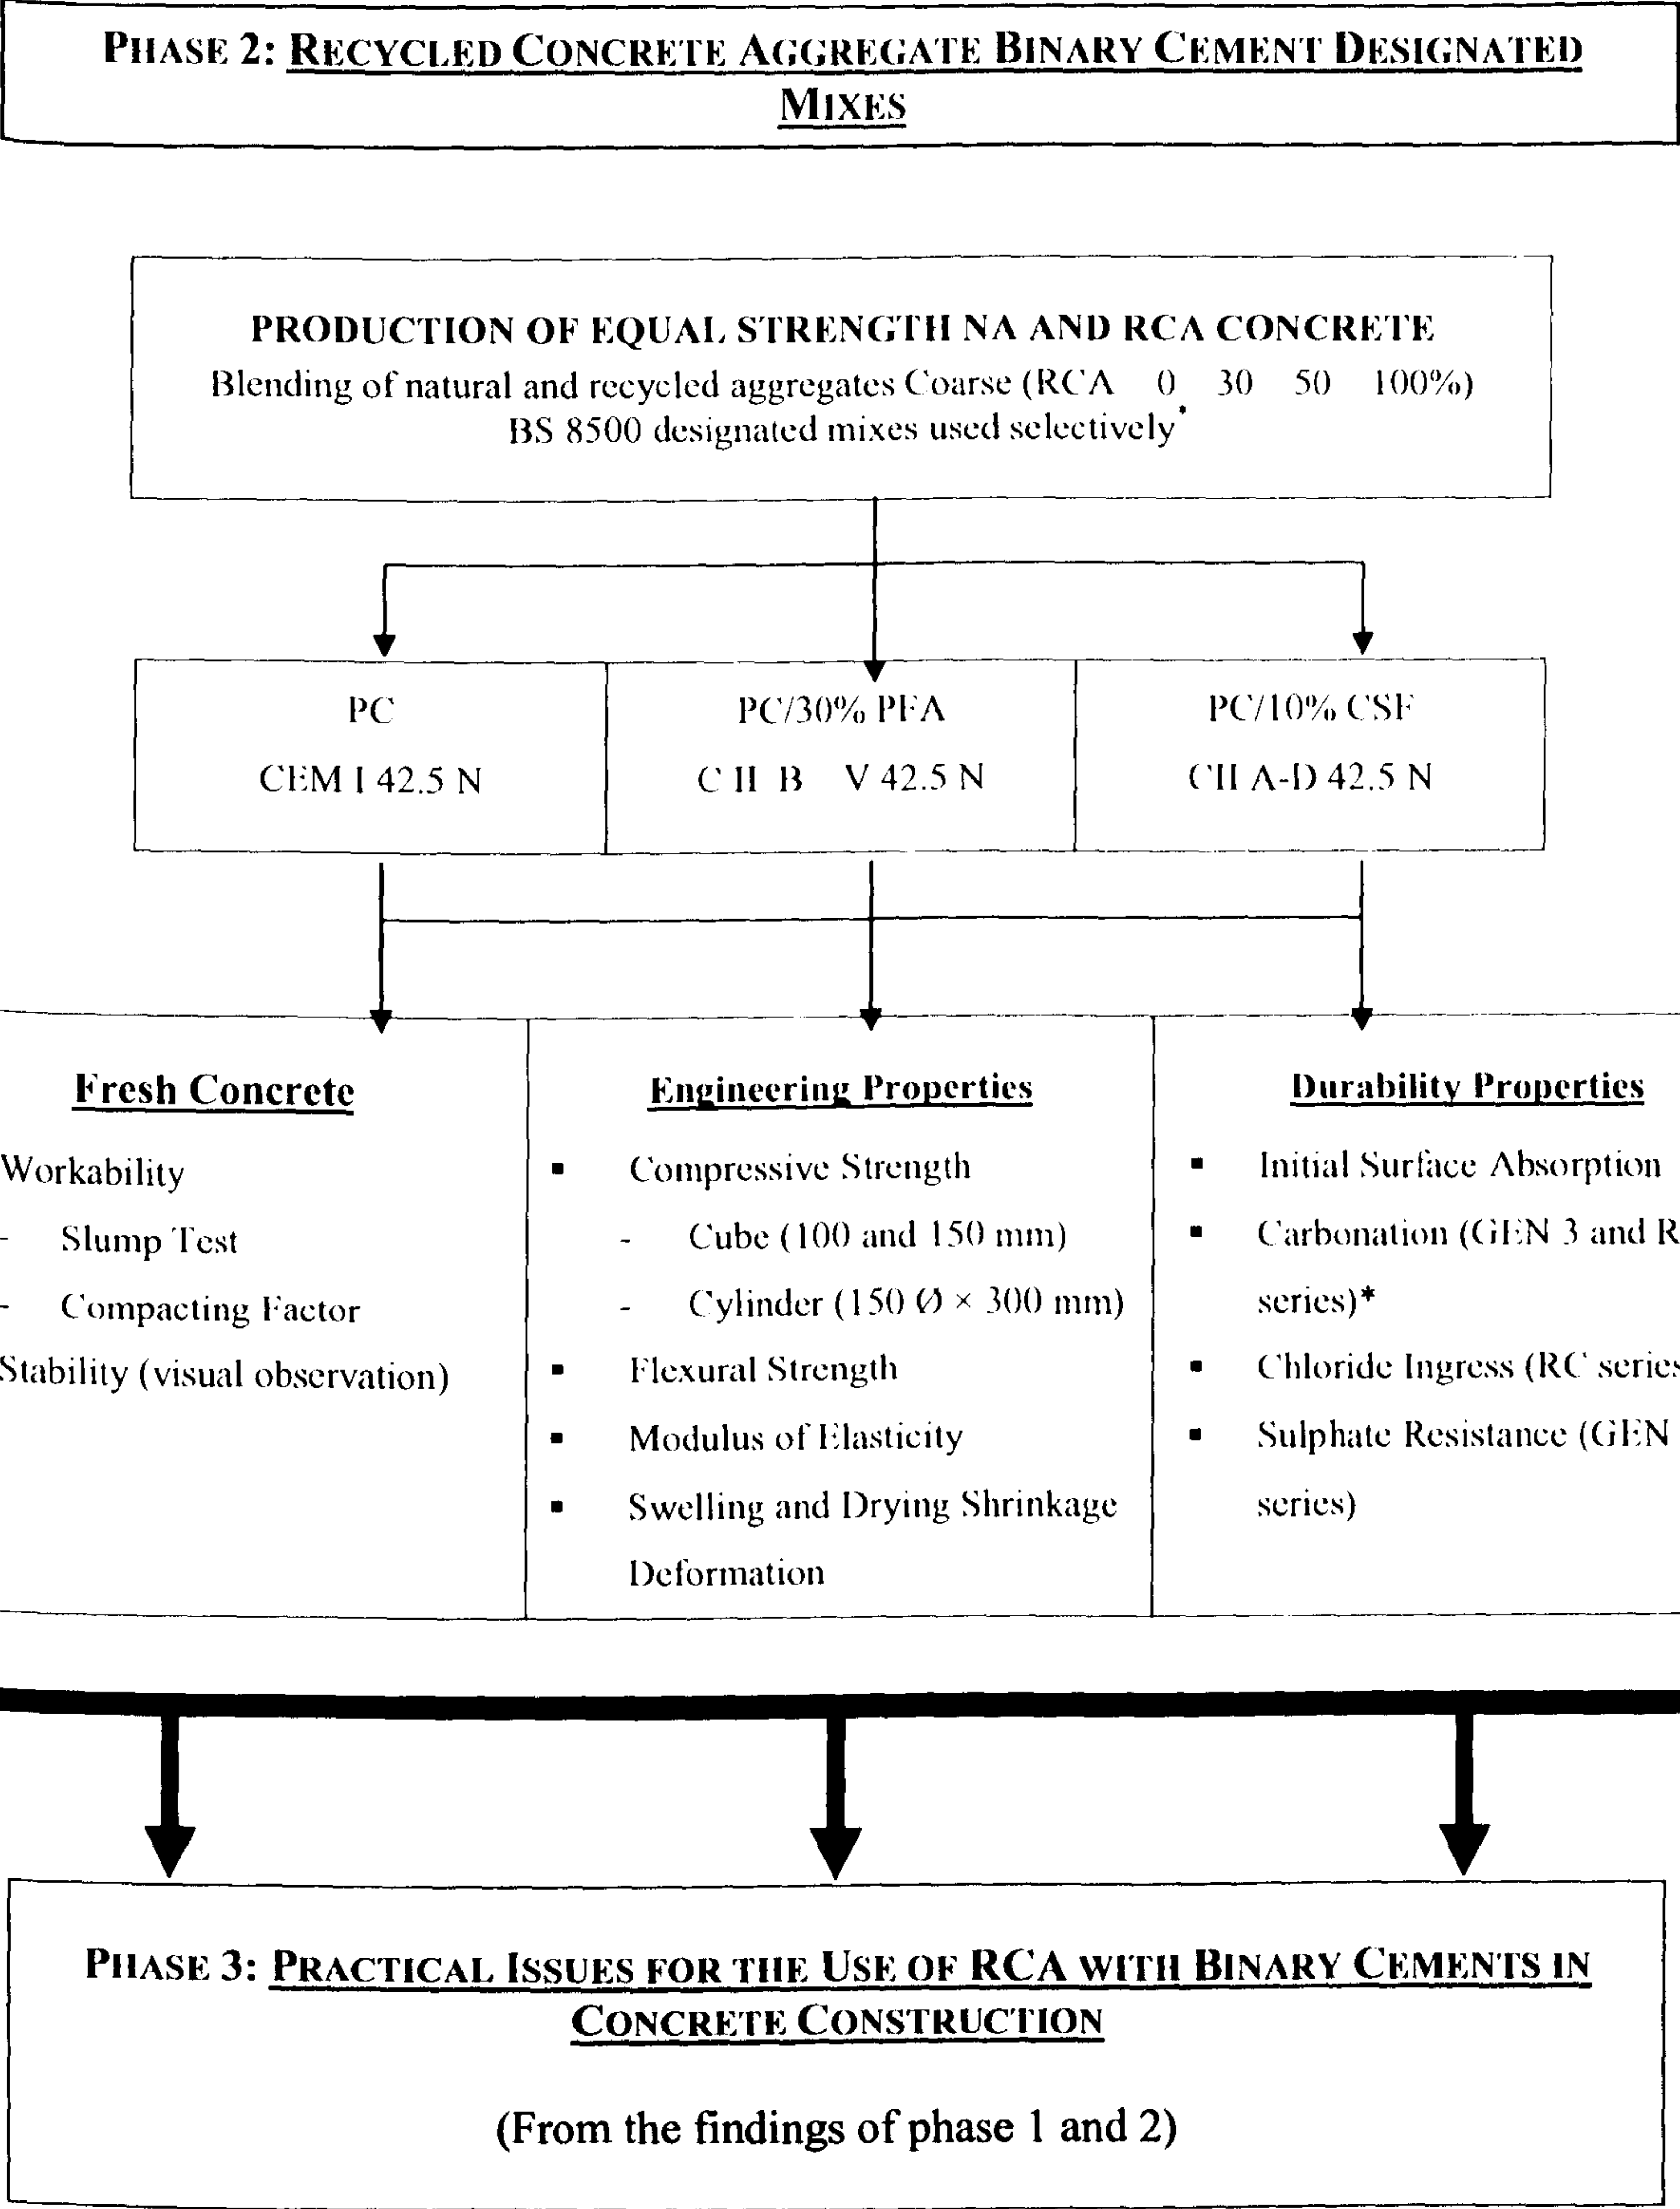 PHASE 2: RECYCLED CONCRETE AGGREGATE BINARY CEMENT DESIGNATED
MIXES
PRODUCTION OF EQUAL STRENGTH NA AND RCA CONCRETE
Blending of natural and recycled aggregates Coarse (RCA 0 30 50 100%)
BS 8500 designated mixes used selectively*
PC
CEM I 42.5 N
PC/30% PFA
C II B V 42.5 N
PC/10% CSF
CII A-D 42.5 N
Fresh Concrete
Workability
- Slump Test
- Compacting Factor
Stability (visual observation)
Engineering Properties
▪ Compressive Strength
- Cube (100 and 150 mm)
- Cylinder (150 Ø × 300 mm)
▪ Flexural Strength
▪ Modulus of Elasticity
▪ Swelling and Drying Shrinkage
Deformation
Durability Properties
▪ Initial Surface Absorption
▪ Carbonation (GEN 3 and R
series)*
▪ Chloride Ingress (RC series
▪ Sulphate Resistance (GEN
series)
PHASE 3: PRACTICAL ISSUES FOR THE USE OF RCA WITH BINARY CEMENTS IN
CONCRETE CONSTRUCTION
(From the findings of phase 1 and 2)